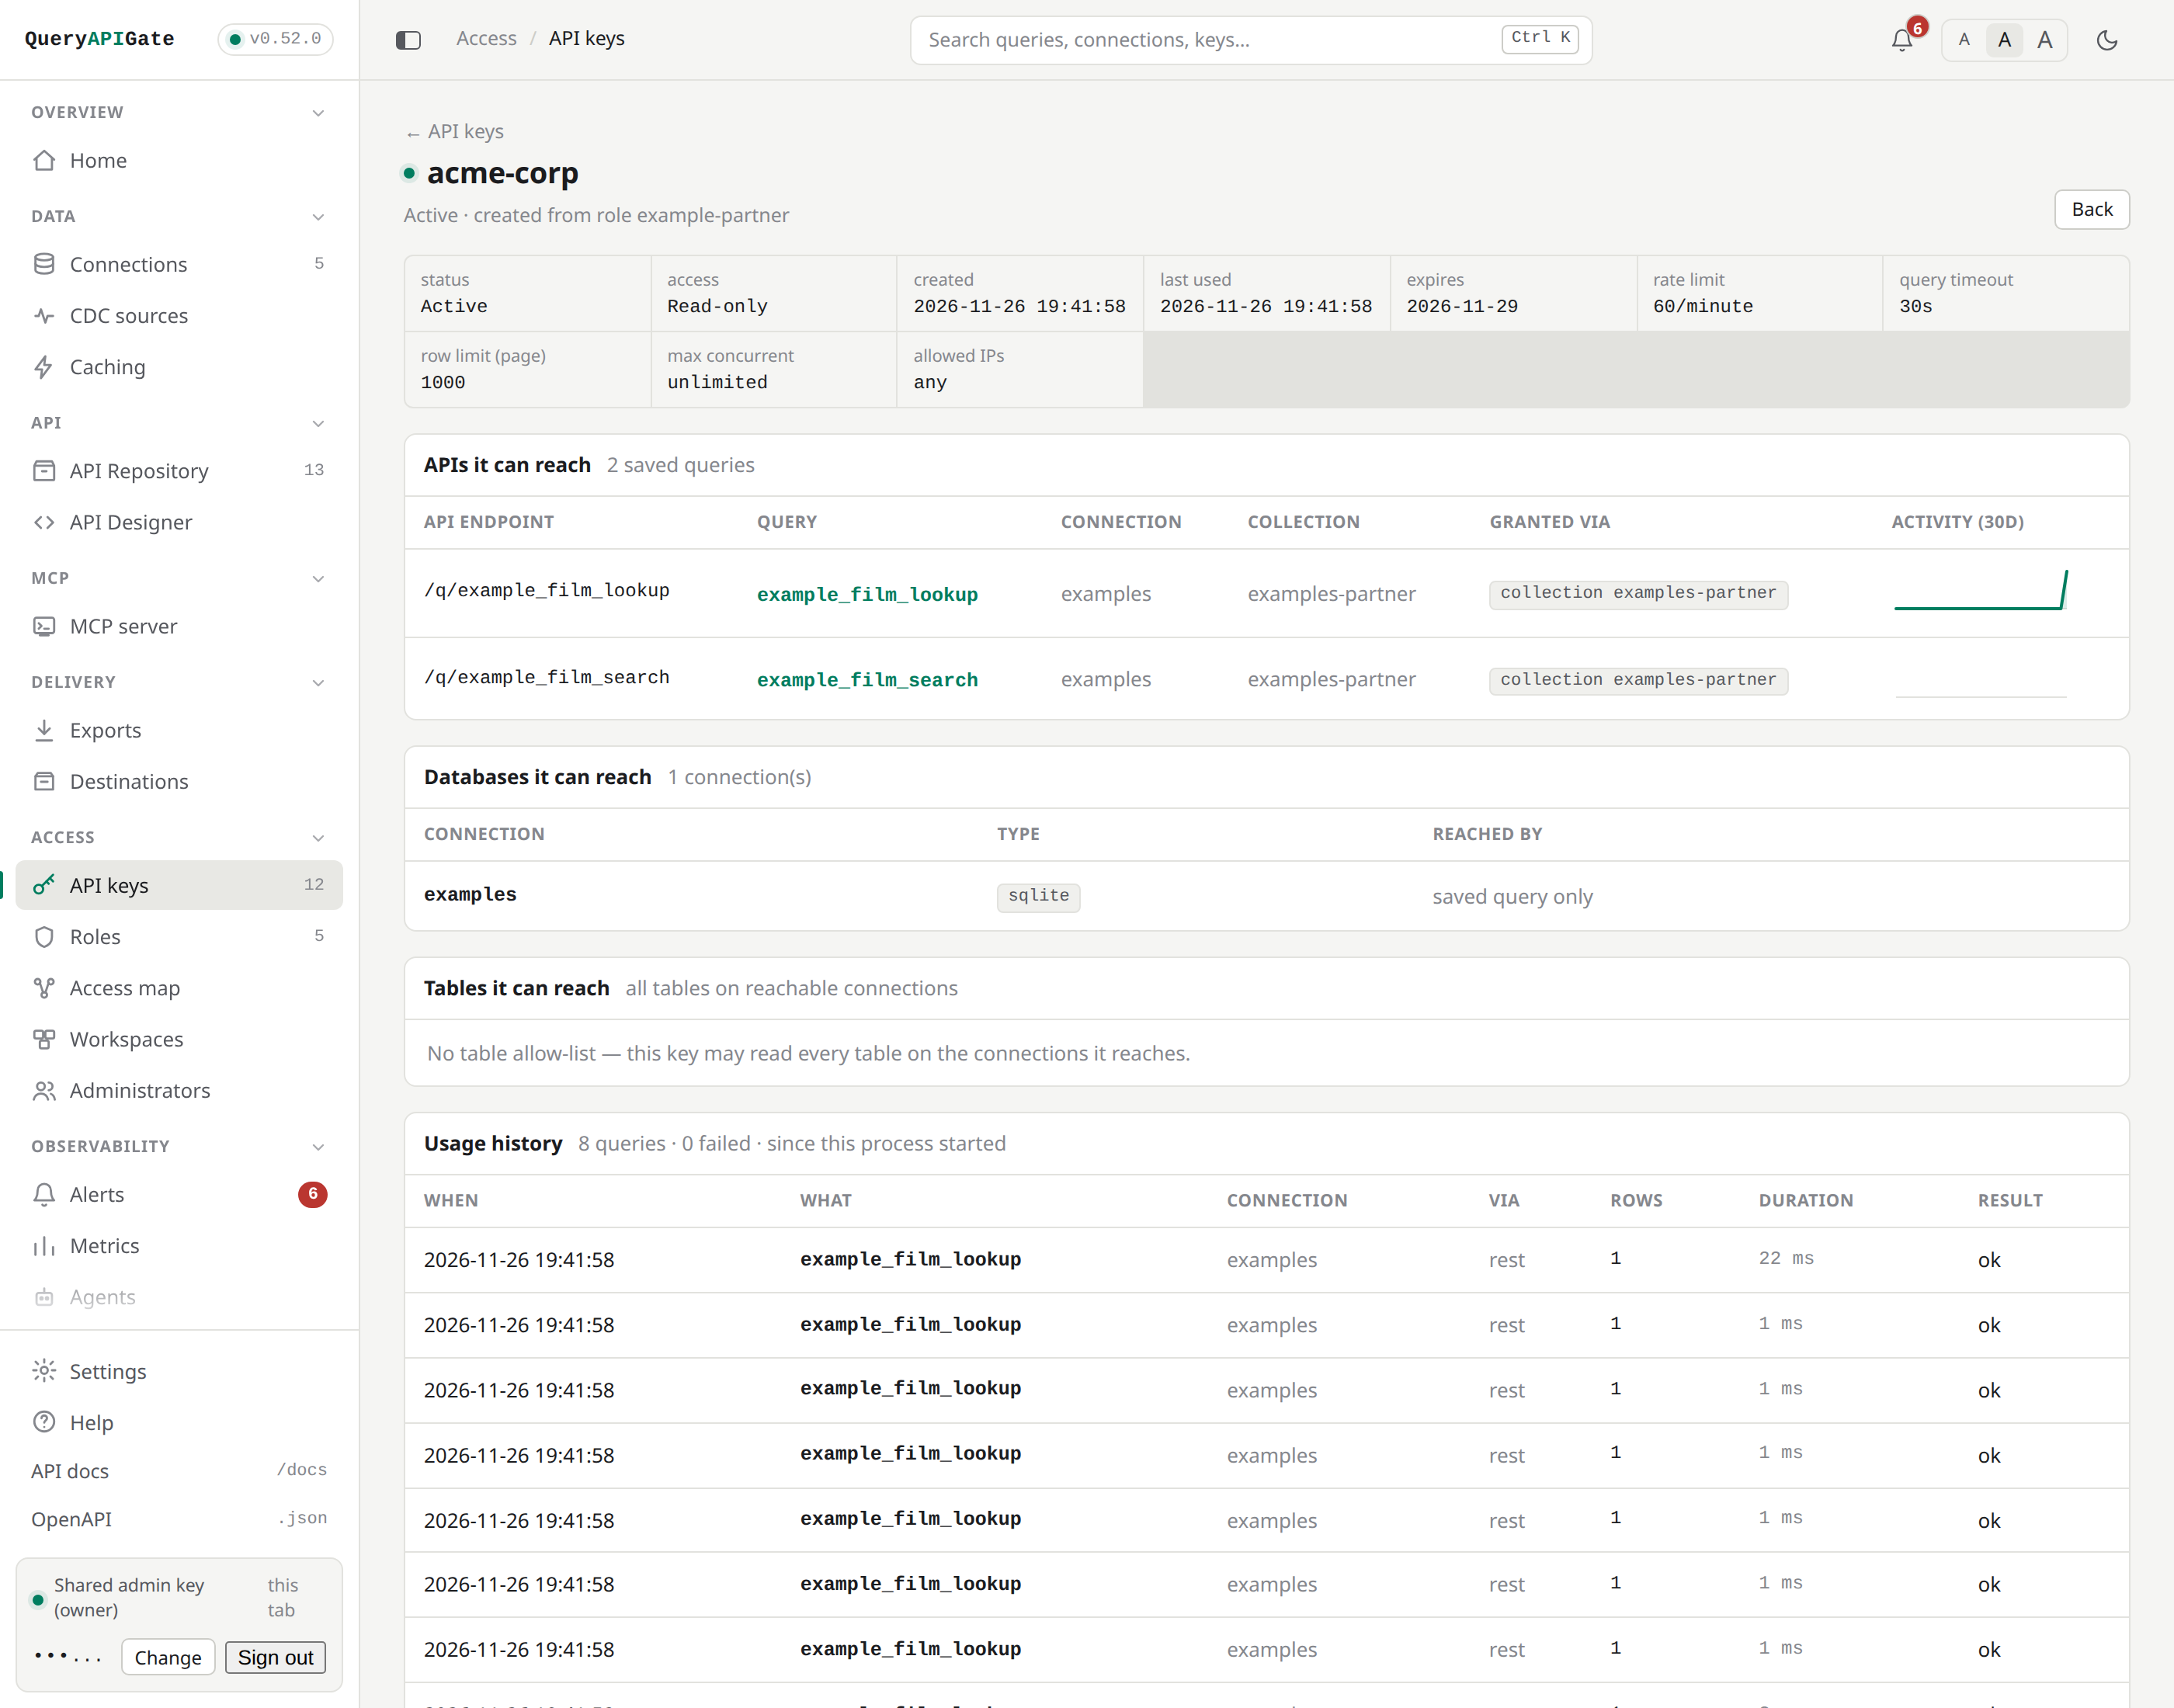 QueryAPIGate v0.52.0
Access / API keys
Search queries, connections, keys... Ctrl K
6 A A A
OVERVIEW
Home
DATA
Connections 5
CDC sources
Caching
API
API Repository 13
API Designer
MCP
MCP server
DELIVERY
Exports
Destinations
ACCESS
API keys 12
Roles 5
Access map
Workspaces
Administrators
OBSERVABILITY
Alerts 6
Metrics
Agents
Settings
Help
API docs /docs
OpenAPI .json
Shared admin key (owner) this tab
•••... Change Sign out
← API keys
acme-corp
Active · created from role example-partner
Back
status access created last used expires rate limit query timeout
Active Read-only 2026-11-26 19:41:58 2026-11-26 19:41:58 2026-11-29 60/minute 30s
row limit (page) max concurrent allowed IPs
1000 unlimited any
APIs it can reach 2 saved queries
API ENDPOINT QUERY CONNECTION COLLECTION GRANTED VIA ACTIVITY (30D)
/q/example_film_lookup example_film_lookup examples examples-partner collection examples-partner
/q/example_film_search example_film_search examples examples-partner collection examples-partner
Databases it can reach 1 connection(s)
CONNECTION TYPE REACHED BY
examples sqlite saved query only
Tables it can reach all tables on reachable connections
No table allow-list — this key may read every table on the connections it reaches.
Usage history 8 queries · 0 failed · since this process started
WHEN WHAT CONNECTION VIA ROWS DURATION RESULT
2026-11-26 19:41:58 example_film_lookup examples rest 1 22 ms ok
2026-11-26 19:41:58 example_film_lookup examples rest 1 1 ms ok
2026-11-26 19:41:58 example_film_lookup examples rest 1 1 ms ok
2026-11-26 19:41:58 example_film_lookup examples rest 1 1 ms ok
2026-11-26 19:41:58 example_film_lookup examples rest 1 1 ms ok
2026-11-26 19:41:58 example_film_lookup examples rest 1 1 ms ok
2026-11-26 19:41:58 example_film_lookup examples rest 1 1 ms ok